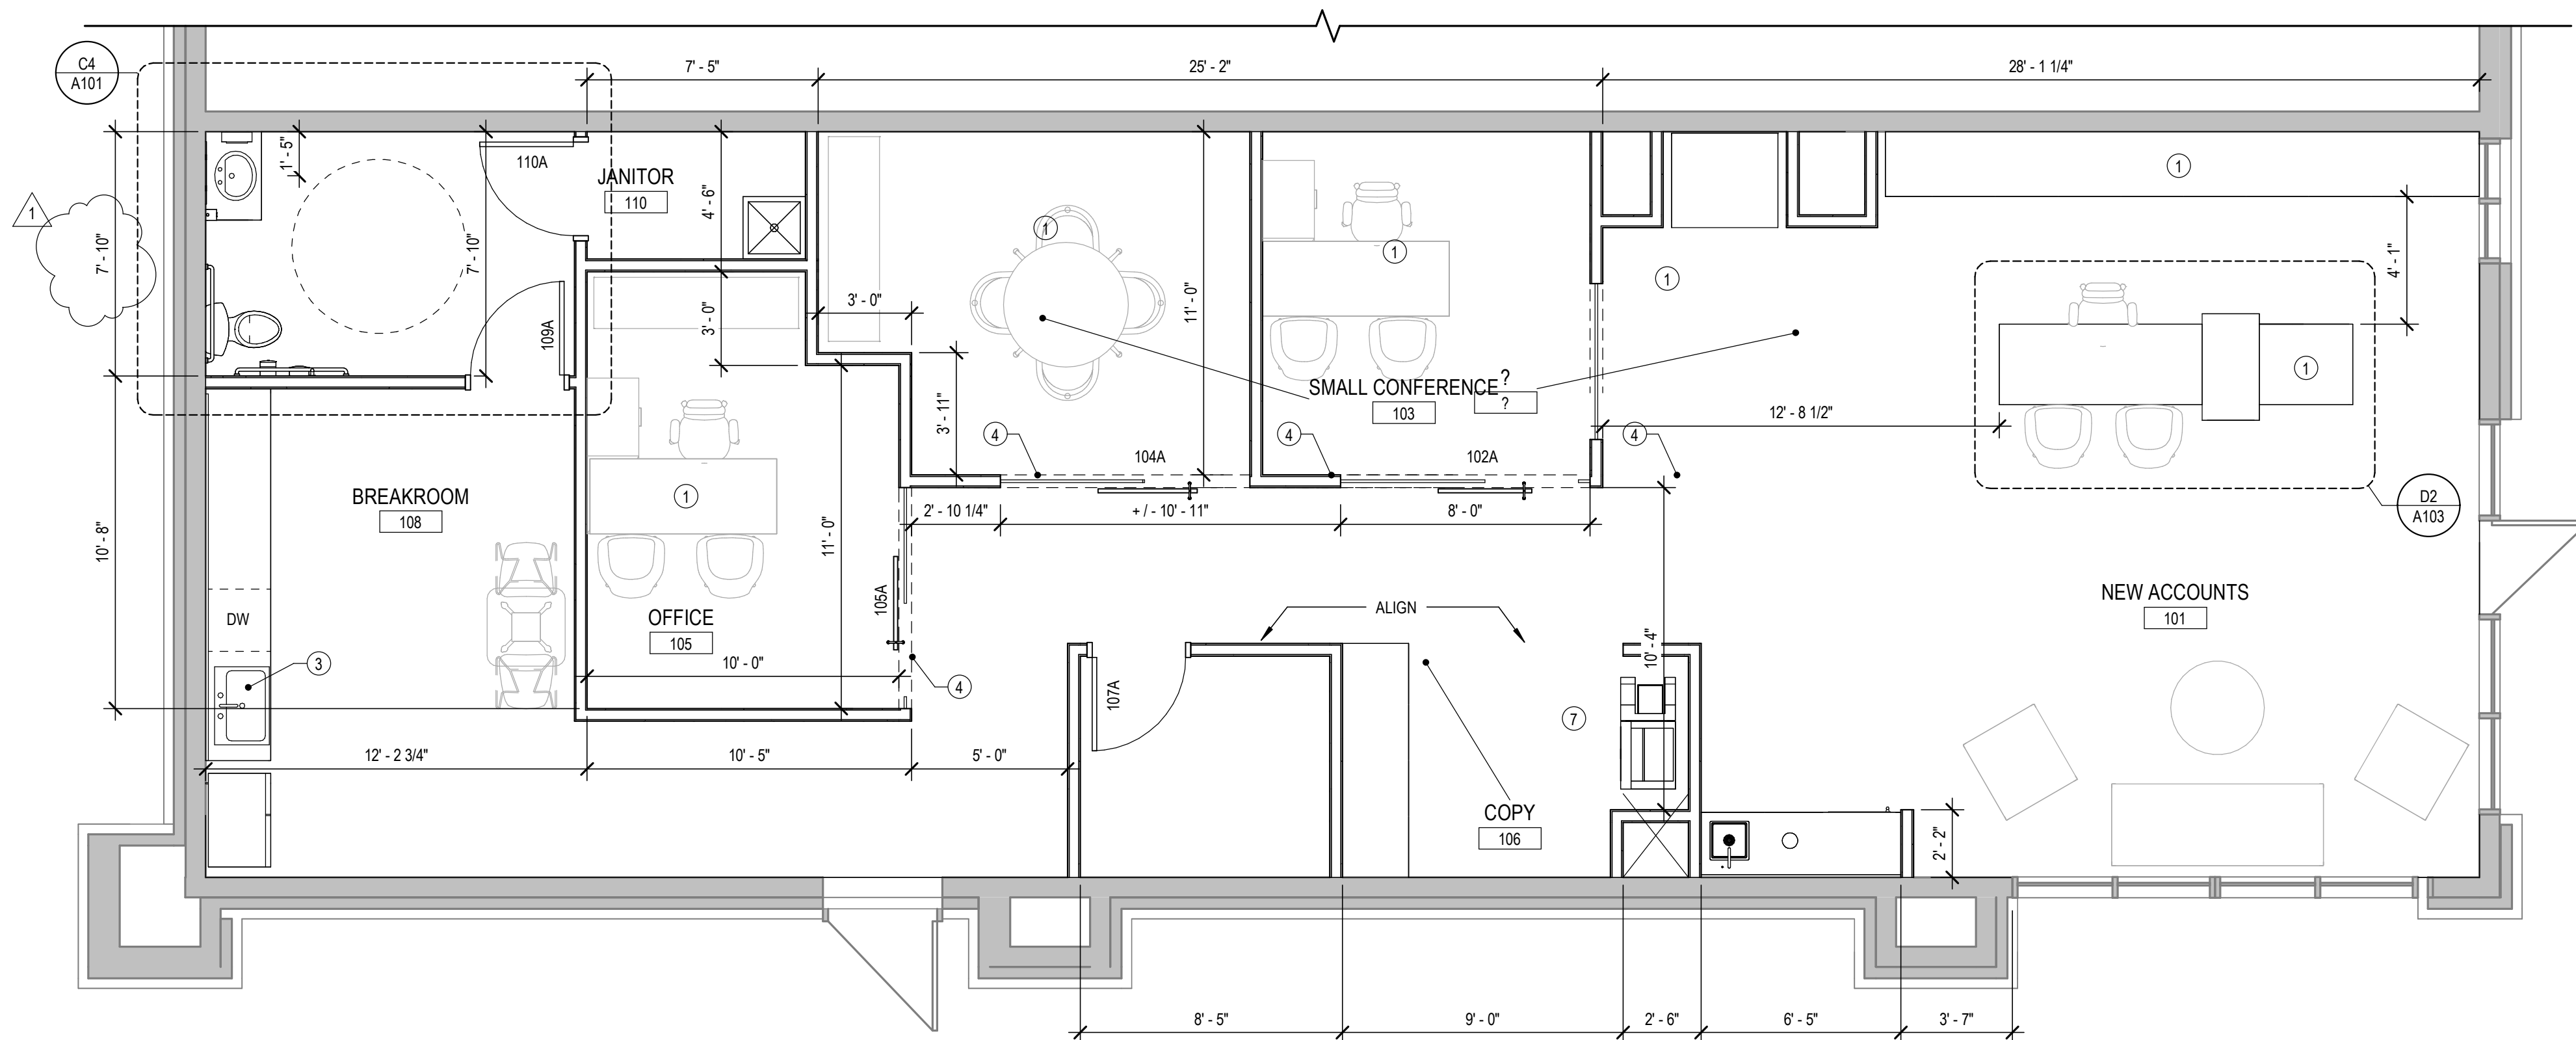 C4
A101
7' - 5"
25' - 2"
28' - 1 1/4"
1
7' - 10"
1' - 5"
7' - 10"
110A
JANITOR
110
4' - 6"
3' - 0"
3' - 0"
109A
1
11' - 0"
1
1
1
4' - 1"
1
SMALL CONFERENCE
103
?
?
12' - 8 1/2"
3' - 11"
4
4
4
104A
102A
D2
A103
BREAKROOM
108
10' - 8"
1
11' - 0"
2' - 10 1/4"
+ / - 10' - 11"
8' - 0"
DW
3
OFFICE
105
10' - 0"
105A
4
ALIGN
10' - 4"
107A
7
NEW ACCOUNTS
101
12' - 2 3/4"
10' - 5"
5' - 0"
COPY
106
2' - 2"
8' - 5"
9' - 0"
2' - 6"
6' - 5"
3' - 7"